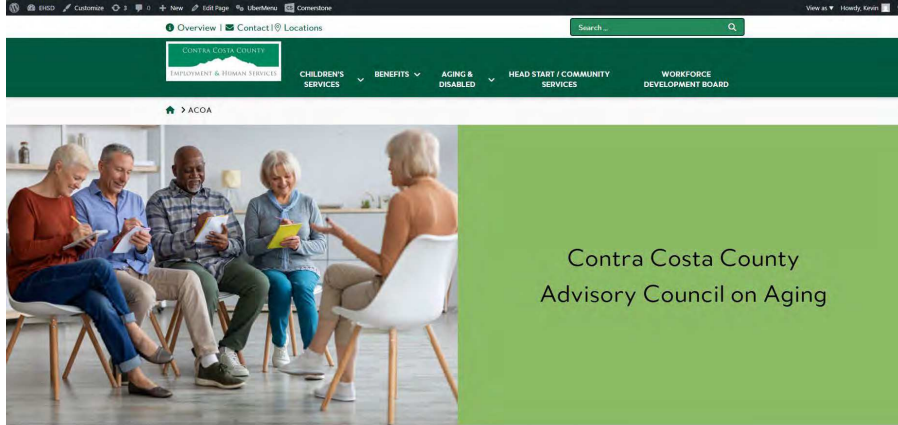 EHSD Customize 3 0 + New Edit Page UberMenu CS Cornerstone View as ▼ Howdy, Kevin
Overview | Contact | Locations Search ...
CONTRA COSTA COUNTY
EMPLOYMENT & HUMAN SERVICES
CHILDREN'S SERVICES
BENEFITS
AGING & DISABLED
HEAD START / COMMUNITY SERVICES
WORKFORCE DEVELOPMENT BOARD
> ACOA
Contra Costa County
Advisory Council on Aging